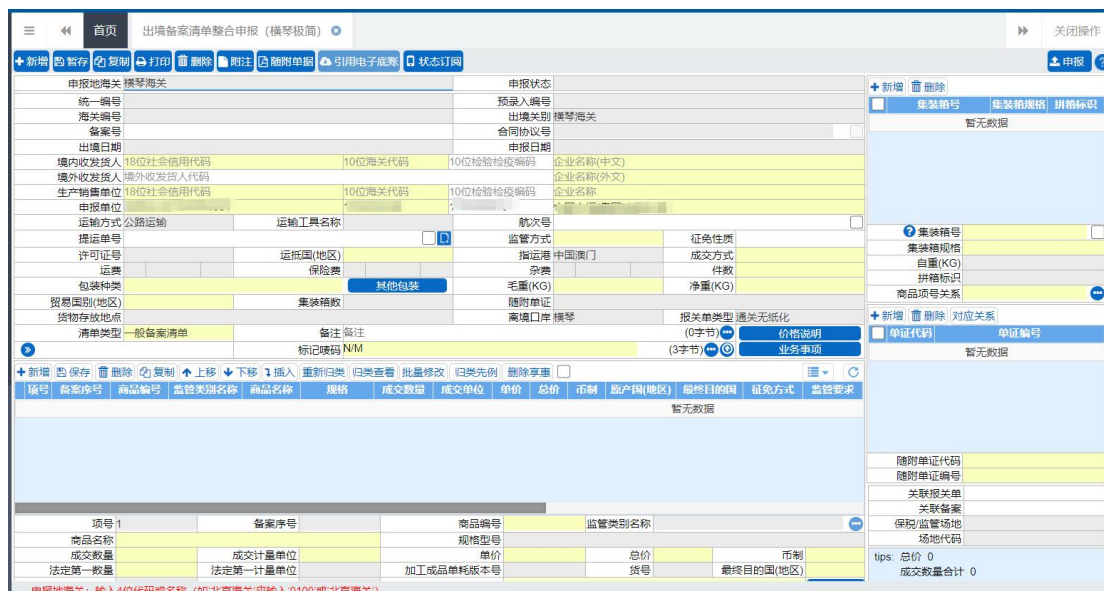 首页 出境备案清单整合申报（横琴极简） 关闭操作
新增 暂存 复制 打印 删除 附注 随附单据 引用电子底账 状态订阅 申报
申报地海关 横琴海关 申报状态
统一编号 预录入编号
海关编号 出境关别 横琴海关
备案号 合同协议号
出境日期 申报日期
境内收发货人 18位社会信用代码 10位海关代码 10位检验检疫编码 企业名称(中文)
境外收发货人 境外收发货人代码 企业名称(外文)
生产销售单位 18位社会信用代码 10位海关代码 10位检验检疫编码 企业名称
申报单位
运输方式 公路运输 运输工具名称 航次号
提运单号 监管方式 征免性质
许可证号 运抵国(地区) 指运港 中国澳门 成交方式
运费 保险费 杂费 件数
包装种类 其他包装 毛重(KG) 净重(KG)
贸易国别(地区) 集装箱数 随附单证
货物存放地点 离境口岸 横琴 报关单类型 通关无纸化
清单类型 一般备案清单 备注 备注 (0字节) 价格说明
标记唛码 N/M (3字节) 业务事项
新增 保存 删除 复制 上移 下移 插入 重新归类 归类查看 批量修改 归类先例 删除享惠
项号 备案序号 商品编号 监管类别名称 商品名称 规格 成交数量 成交单位 单价 总价 币制 原产国(地区) 最终目的国 征免方式 监管要求
暂无数据
项号 1 备案序号 商品编号 监管类别名称
商品名称 规格型号
成交数量 成交计量单位 单价 总价 币制
法定第一数量 法定第一计量单位 加工成品单耗版本号 货号 最终目的国(地区)
申报地海关：输入4位代码或名称（如'北京海关'应输入'0100'或'北京海关'）
新增 删除
集装箱号 集装箱规格 拼箱标识
暂无数据
集装箱号
集装箱规格
自重(KG)
拼箱标识
商品项号关系
新增 删除 对应关系
单证代码 单证编号
暂无数据
随附单证代码
随附单证编号
关联报关单
关联备案
保税/监管场地
场地代码
tips: 总价 0
成交数量合计 0